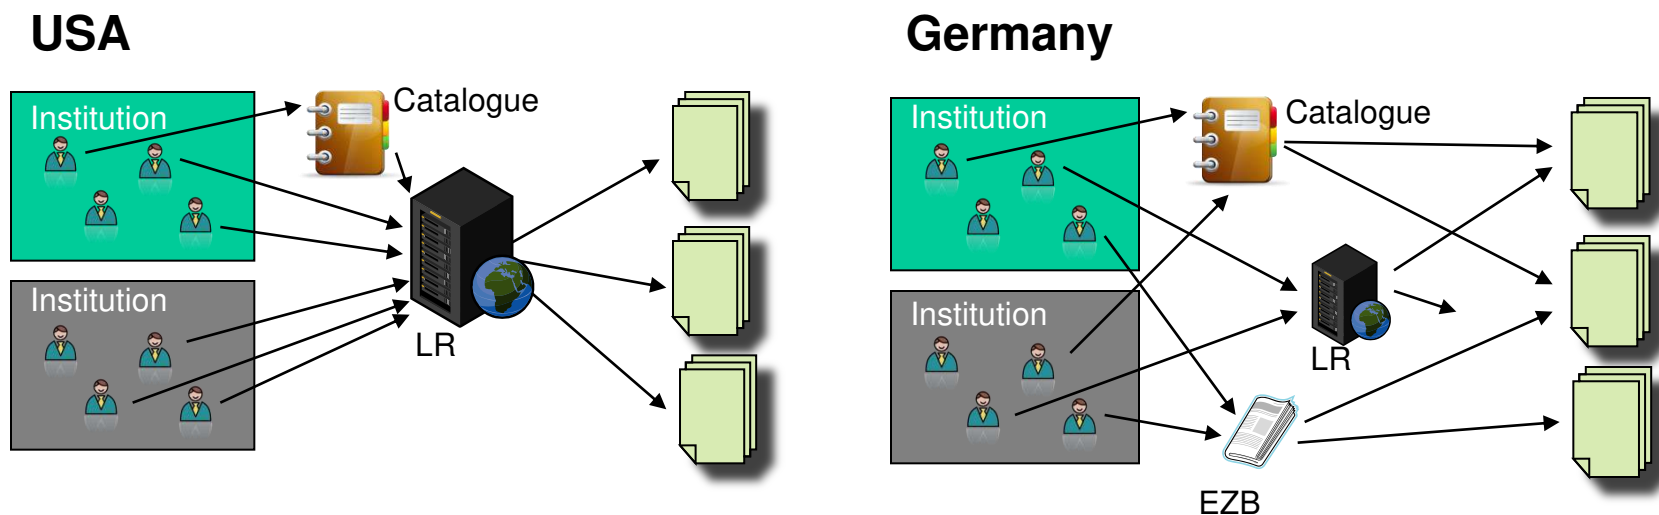 USA
Institution
Catalogue
LR
Institution
Germany
Institution
Catalogue
Institution
LR
EZB